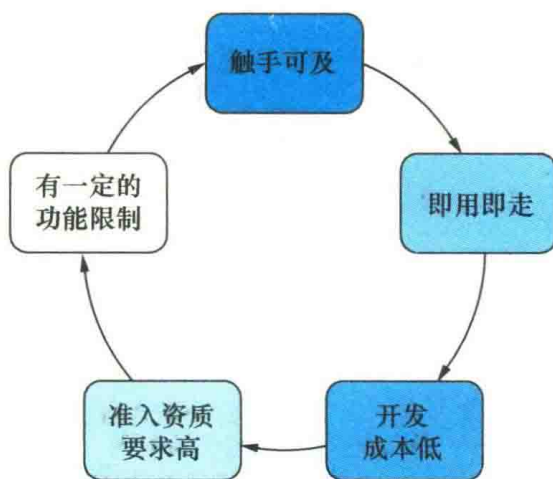 触手可及
即用即走
开发
成本低
准入资质
要求高
有一定的
功能限制